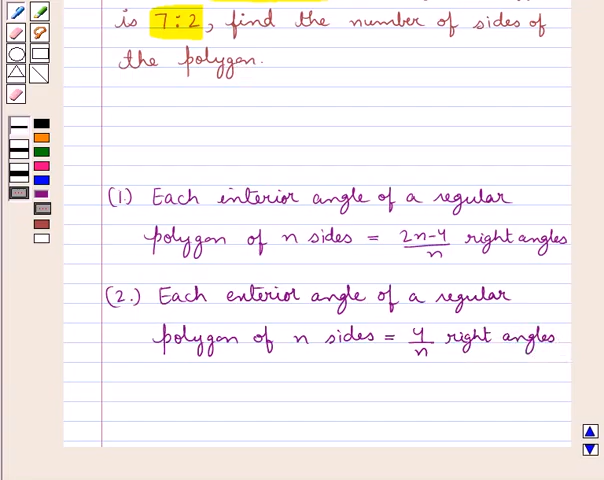 is 7:2, find the number of sides of
the polygon.
(1.) Each interior angle of a regular
polygon of n sides = 2n-4/n right angles
(2.) Each exterior angle of a regular
polygon of n sides = 4/n right angles